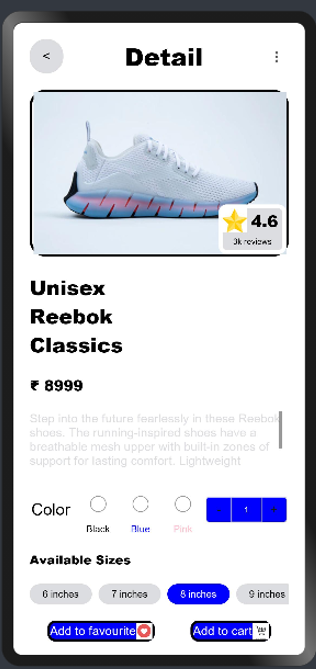 <
Detail
4.6
3k reviews
Unisex
Reebok
Classics
₹ 8999
Step into the future fearlessly in these Reebok
shoes. The running-inspired shoes have a
breathable mesh upper with built-in zones of
support for lasting comfort. Lightweight
Color
Black
Blue
Pink
1
Available Sizes
6 inches
7 inches
8 inches
9 inches
Add to favourite
Add to cart